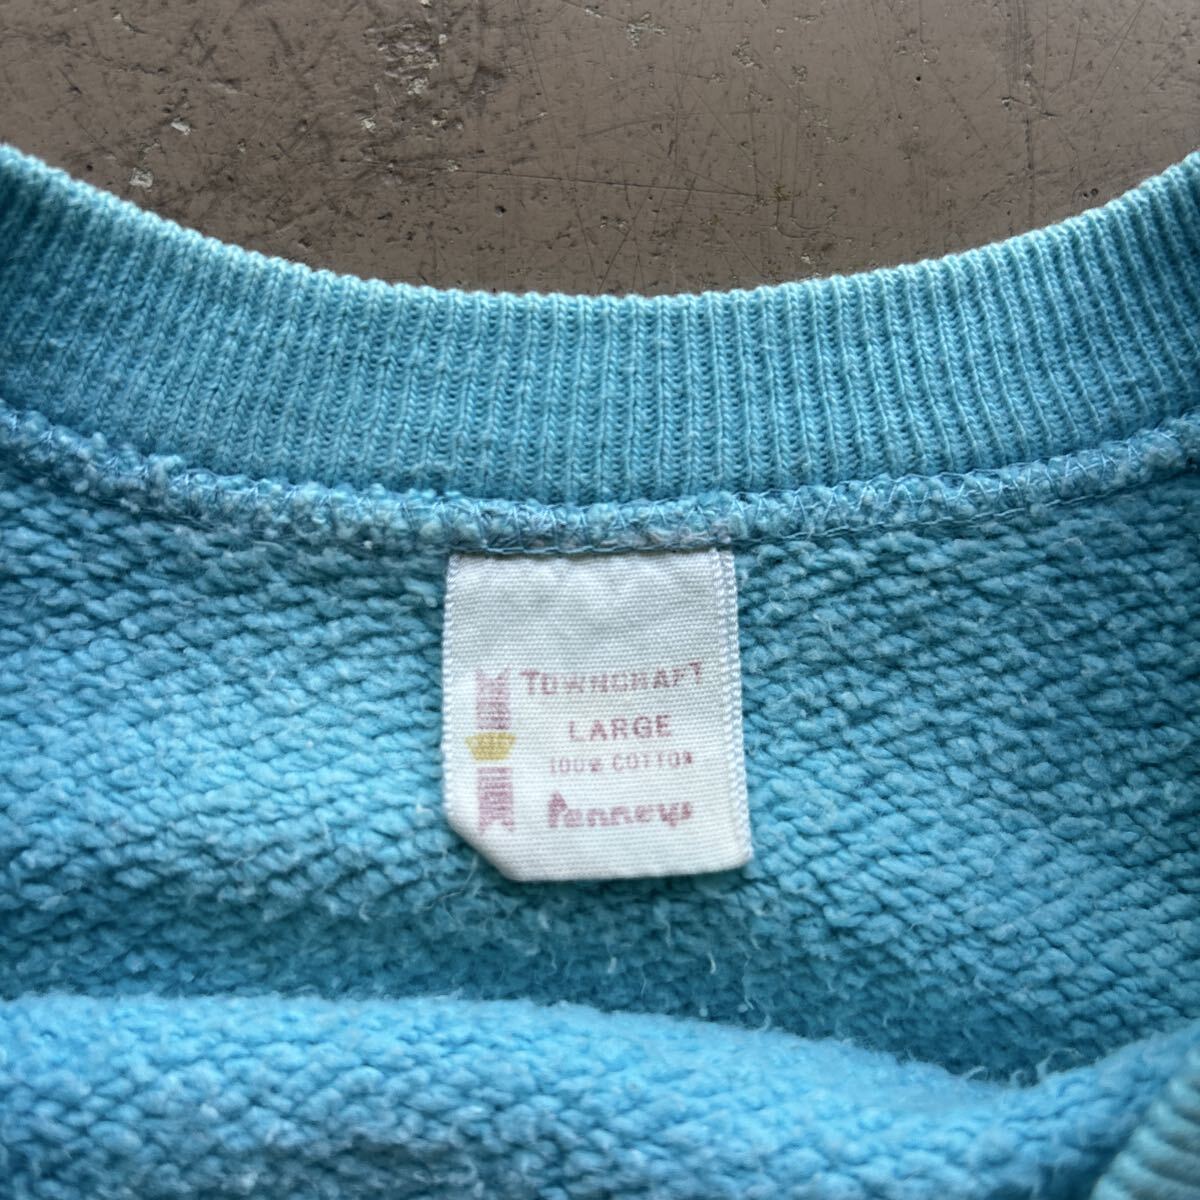 TOWNCRAFT
LARGE
100% COTTON
Penneys